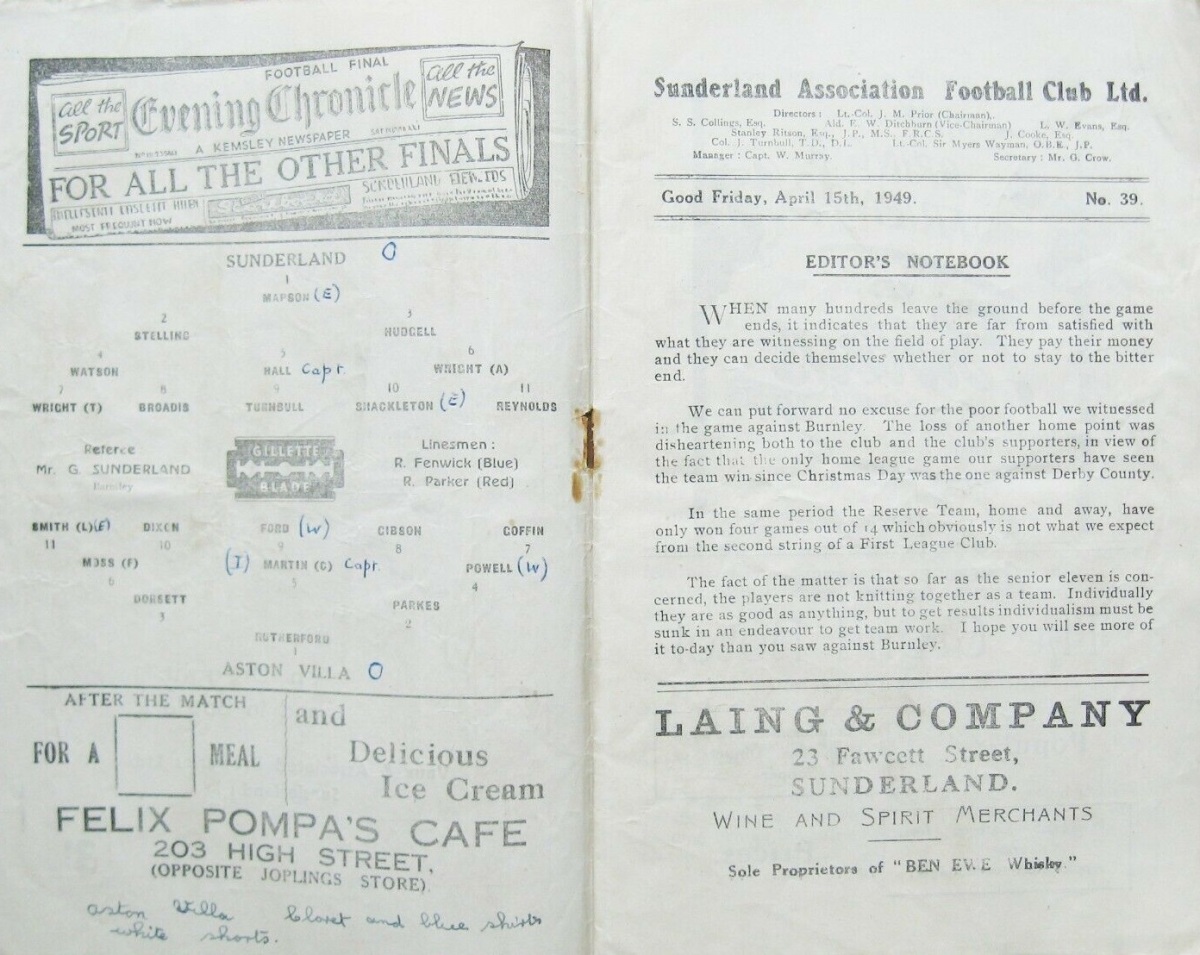 FOOTBALL FINAL
all the SPORT
Evening Chronicle
all the NEWS
A KEMSLEY NEWSPAPER
FOR ALL THE OTHER FINALS
MOST FREQUENT NOW
SUNDERLAND 0
1
MAPSON (E)
2 3
STELLING HUDGELL
4 5 6
WATSON HALL Capt. WRIGHT (A)
7 8 9 10 11
WRIGHT (T) BROADIS TURNBULL SHACKLETON (E) REYNOLDS
Referee
Mr. G. SUNDERLAND
Burnley
GILLETTE
BLADE
Linesmen :
R. Fenwick (Blue)
R. Parker (Red)
SMITH (L) (E) DIXON FORD (W) GIBSON COFFIN
11 10 9 8 7
MOSS (F) (I) MARTIN (C) Capt. POWELL (W)
6 5 4
DORSETT PARKES
3 2
RUTHERFORD
1
ASTON VILLA 0
AFTER THE MATCH
FOR A MEAL
and
Delicious
Ice Cream
FELIX POMPA'S CAFE
203 HIGH STREET,
(OPPOSITE JOPLINGS STORE).
Aston Villa Claret and blue shirts
white shorts.
Sunderland Association Football Club Ltd.
Directors : Lt.-Col. J. M. Prior (Chairman),
S. S. Collings, Esq. Ald. E. W. Ditchburn (Vice-Chairman) L. W. Evans, Esq.
Stanley Ritson, Esq., J.P., M.S., F.R.C.S. J. Cooke, Esq.
Col. J. Turnbull, T.D., D.L. Lt.-Col. Sir Myers Wayman, O.B.E., J.P.
Manager : Capt. W. Murray. Secretary : Mr. G. Crow.
Good Friday, April 15th, 1949. No. 39.
EDITOR'S NOTEBOOK
WHEN many hundreds leave the ground before the game
ends, it indicates that they are far from satisfied with
what they are witnessing on the field of play. They pay their money
and they can decide themselves whether or not to stay to the bitter
end.
We can put forward no excuse for the poor football we witnessed
in the game against Burnley. The loss of another home point was
disheartening both to the club and the club's supporters, in view of
the fact that the only home league game our supporters have seen
the team win since Christmas Day was the one against Derby County.
In the same period the Reserve Team, home and away, have
only won four games out of 14 which obviously is not what we expect
from the second string of a First League Club.
The fact of the matter is that so far as the senior eleven is con-
cerned, the players are not knitting together as a team. Individually
they are as good as anything, but to get results individualism must be
sunk in an endeavour to get team work. I hope you will see more of
it to-day than you saw against Burnley.
LAING & COMPANY
23 Fawcett Street,
SUNDERLAND.
WINE AND SPIRIT MERCHANTS
Sole Proprietors of "BEN EVE Whisky."